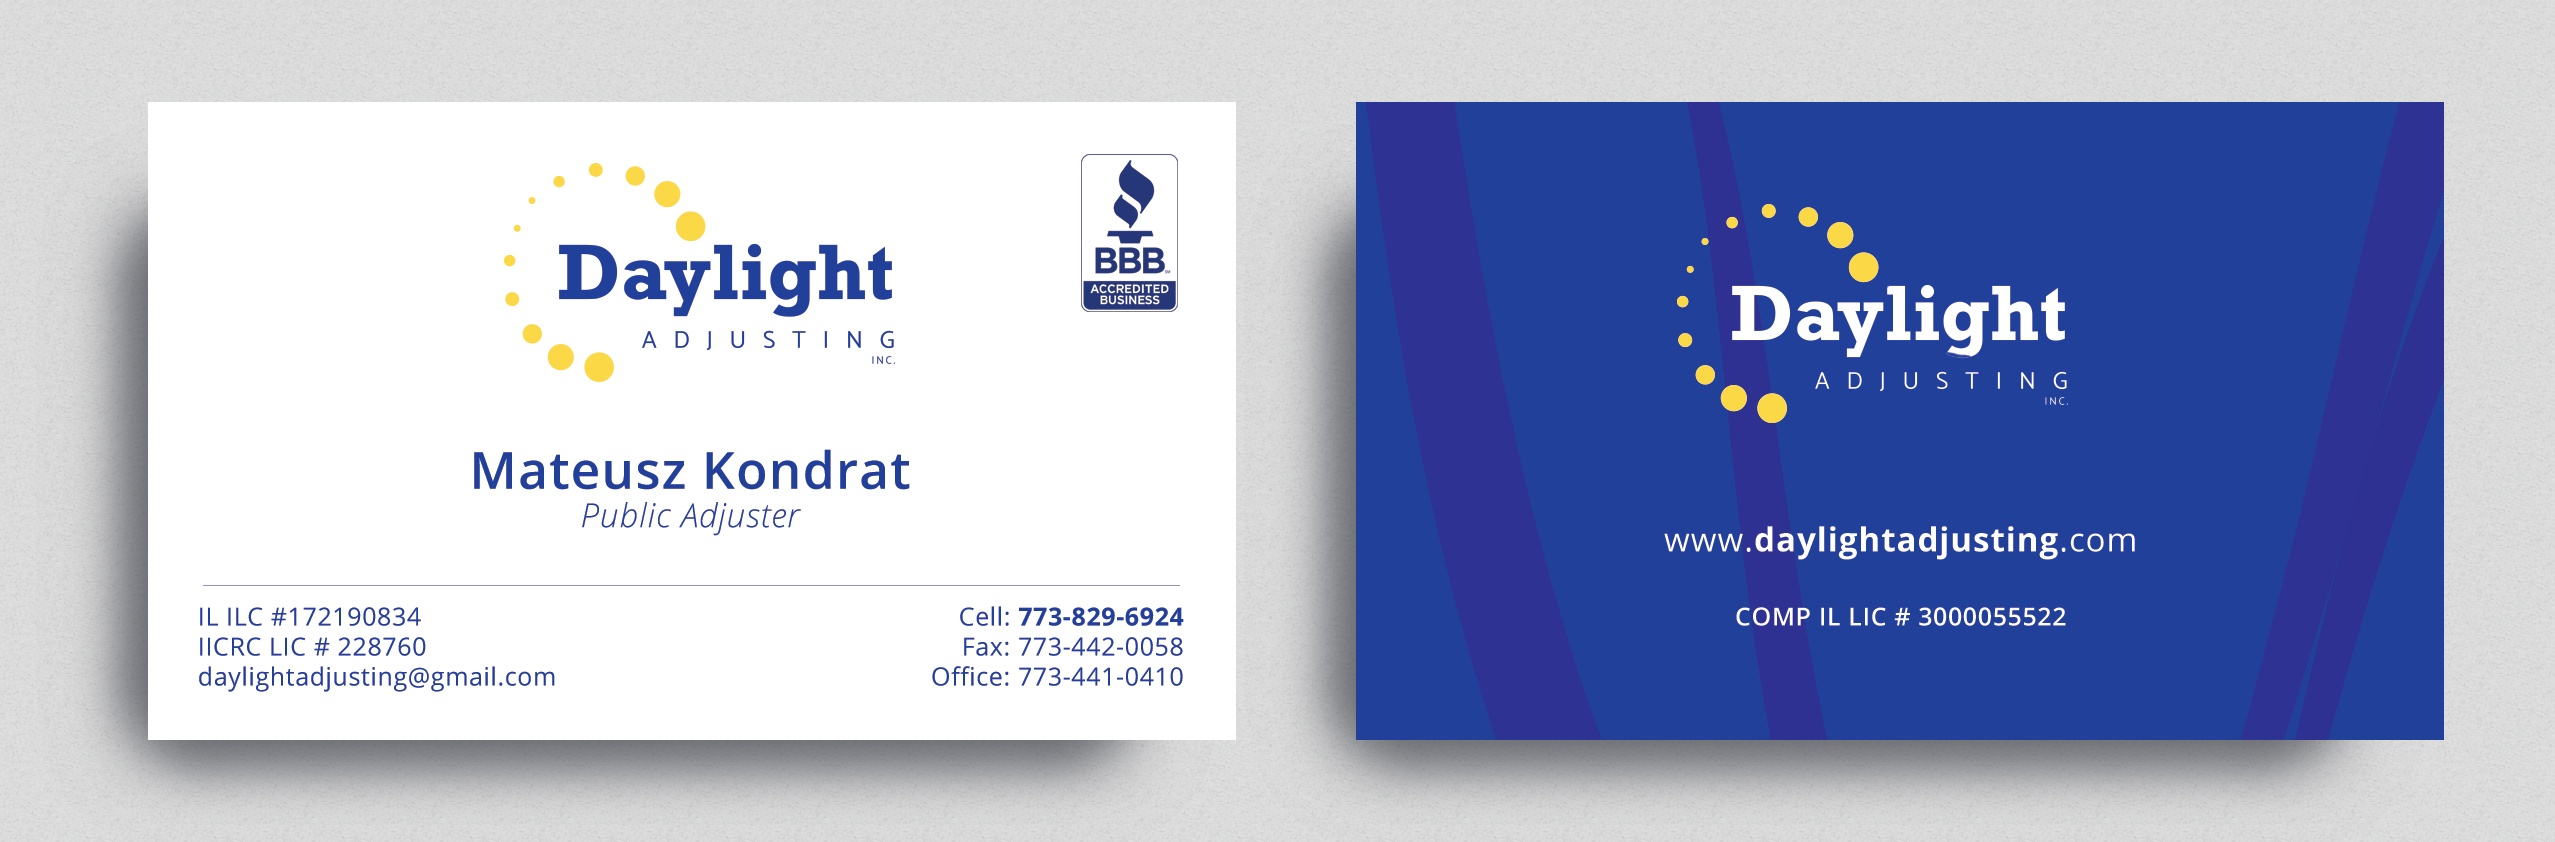 Daylight
ADJUSTING
INC.
BBB
SM
ACCREDITED
BUSINESS
Mateusz Kondrat
Public Adjuster
IL ILC #172190834
IICRC LIC # 228760
daylightadjusting@gmail.com
Cell: 773-829-6924
Fax: 773-442-0058
Office: 773-441-0410
Daylight
ADJUSTING
INC.
www.daylightadjusting.com
COMP IL LIC # 3000055522